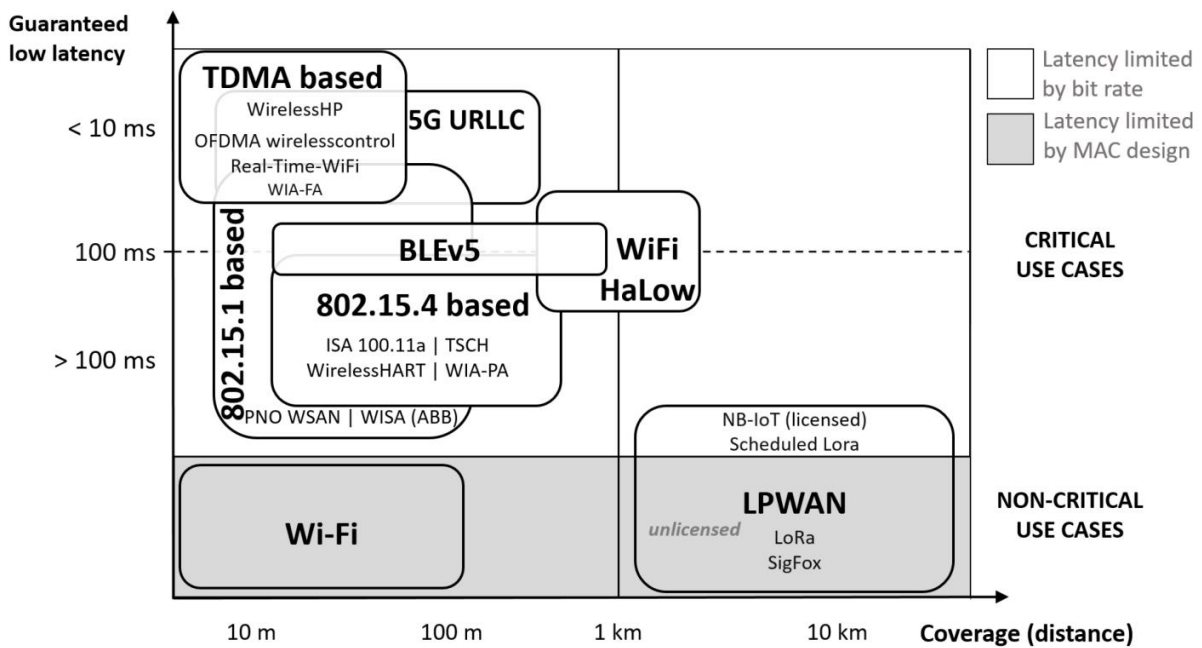 Guaranteed
low latency
< 10 ms
100 ms
> 100 ms
TDMA based
WirelessHP
OFDMA wirelesscontrol
Real-Time-WiFi
WIA-FA
5G URLLC
802.15.1 based
BLEv5
WiFi
HaLow
802.15.4 based
ISA 100.11a | TSCH
WirelessHART | WIA-PA
PNO WSAN | WISA (ABB)
NB-IoT (licensed)
Scheduled Lora
LPWAN
unlicensed
LoRa
SigFox
Wi-Fi
Latency limited
by bit rate
Latency limited
by MAC design
CRITICAL
USE CASES
NON-CRITICAL
USE CASES
10 m
100 m
1 km
10 km
Coverage (distance)